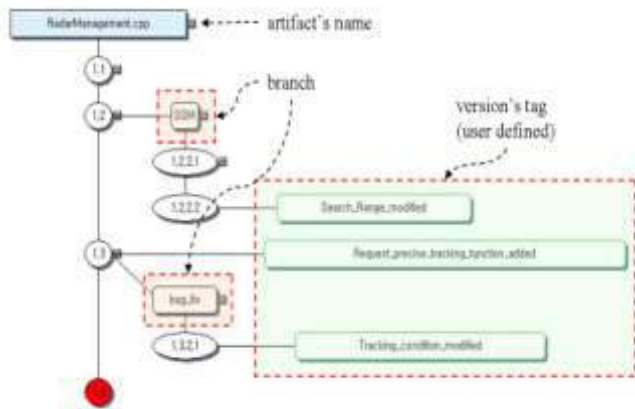 RadarManagement.cpp
artifact's name
1.1
branch
1.2
version's tag
(user defined)
1.2.2.1
1.2.2.2
Search_Range_modified
1.3
Request_precise_tracking_function_added
bug_fix
1.3.2.1
Tracking_condition_modified